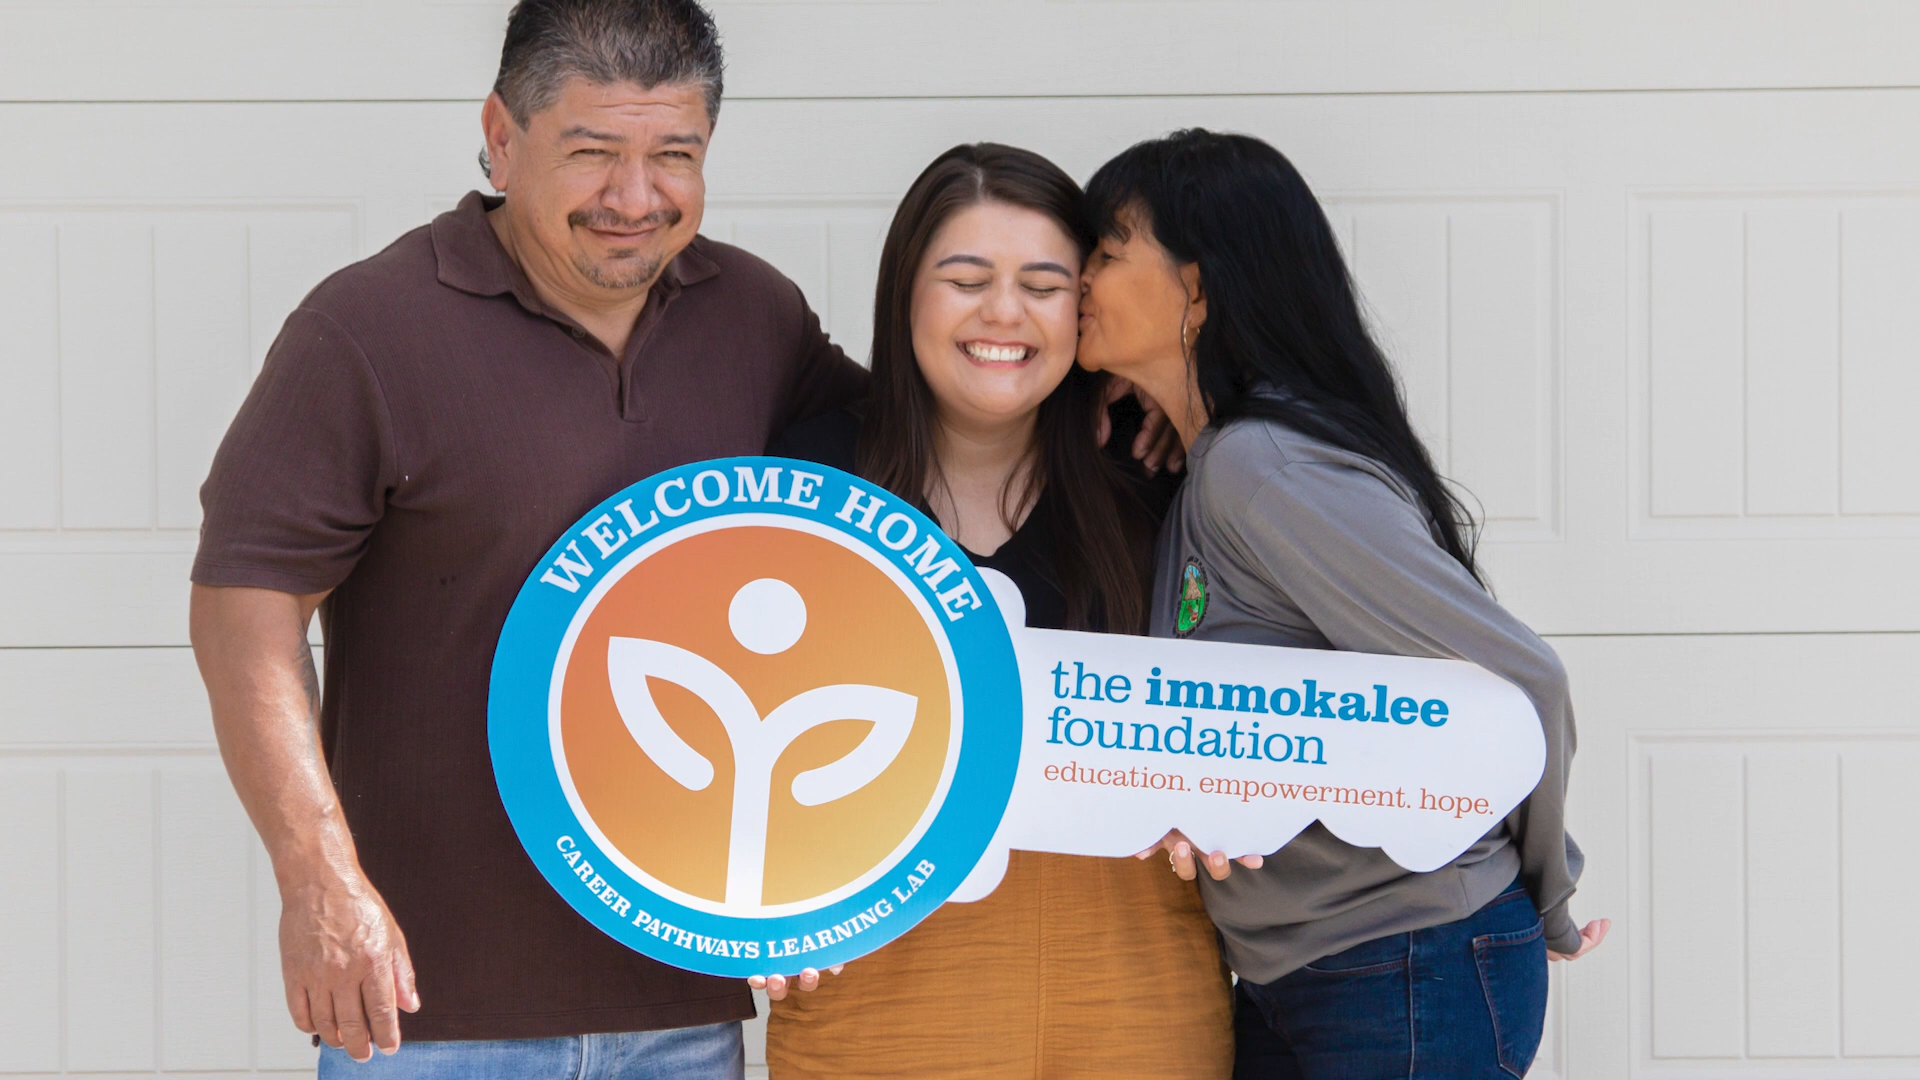 WELCOME HOME
CAREER PATHWAYS LEARNING LAB
the immokalee
foundation
education. empowerment. hope.